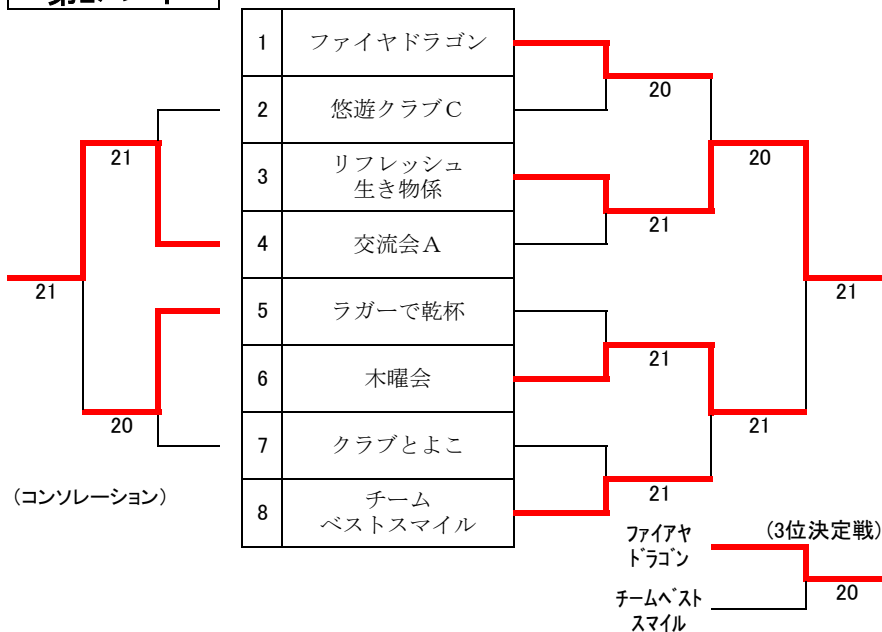 1 ファイヤドラゴン
20
2 悠遊クラブC
21
20
3 リフレッシュ
生き物係
21
4 交流会A
21
21
5 ラガーで乾杯
21
6 木曜会
20
21
7 クラブとよこ
(コンソレーション)
21
8 チーム
ベストスマイル
ファイアヤ
ドラゴン
(3位決定戦)
20
チームベスト
スマイル